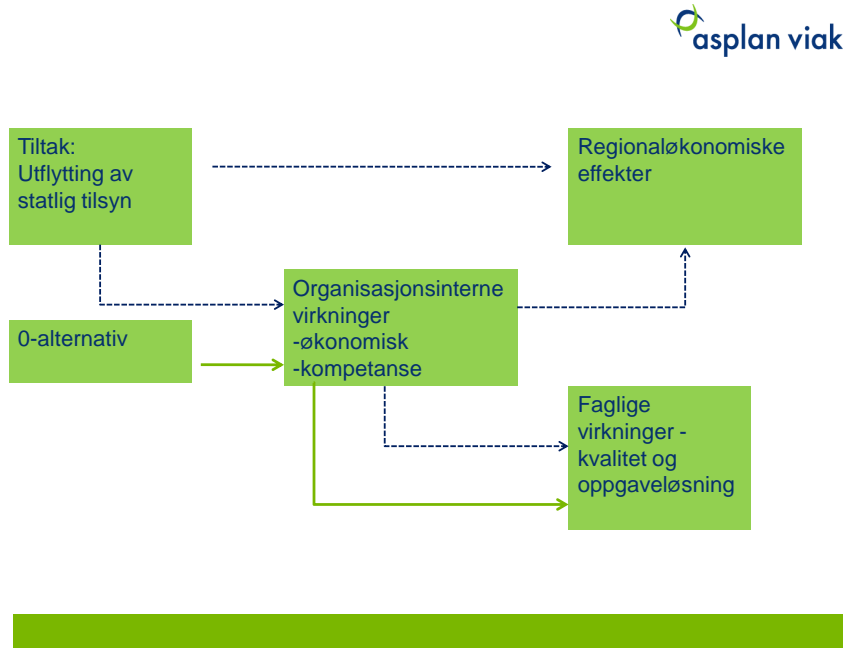 asplan viak
Tiltak:
Utflytting av
statlig tilsyn
Regionaløkonomiske
effekter
Organisasjonsinterne
virkninger
-økonomisk
-kompetanse
0-alternativ
Faglige
virkninger -
kvalitet og
oppgaveløsning